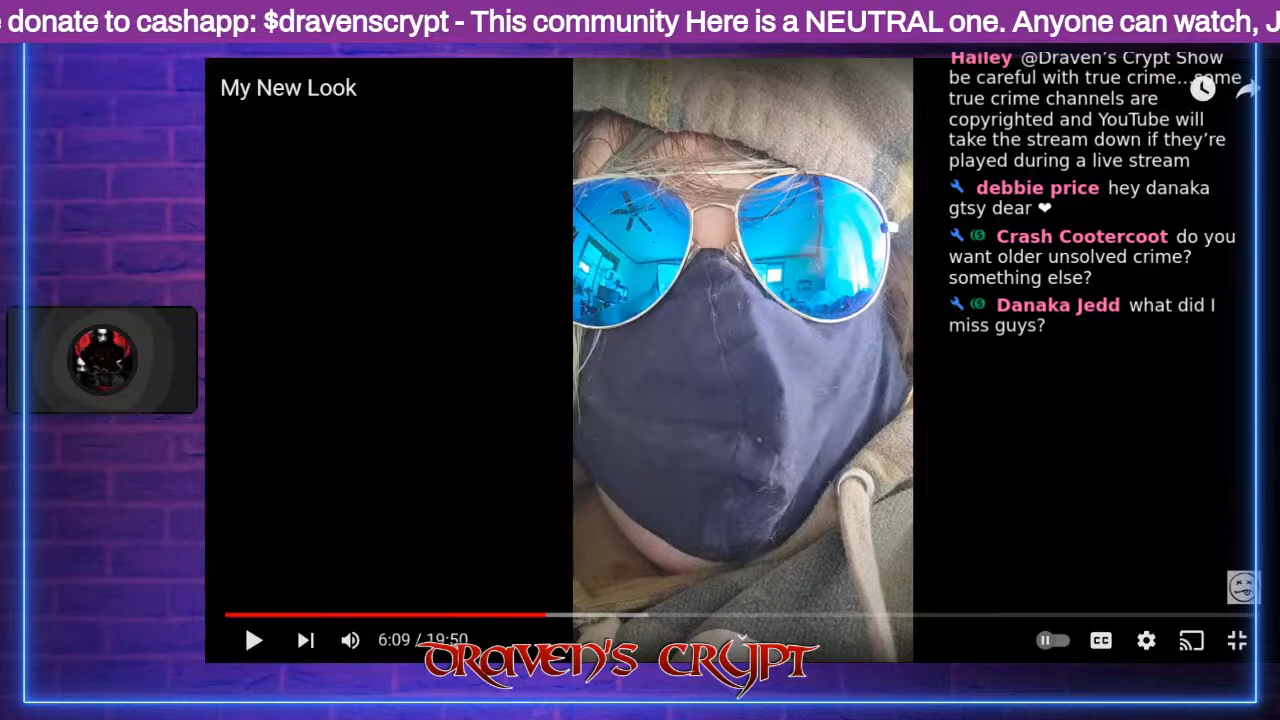 donate to cashapp: $dravenscrypt - This community Here is a NEUTRAL one. Anyone can watch, J
My New Look
Hailey @Draven’s Crypt Show
be careful with true crime...some
true crime channels are
copyrighted and YouTube will
take the stream down if they’re
played during a live stream
debbie price hey danaka
gtsy dear ❤
Crash Cootercoot do you
want older unsolved crime?
something else?
Danaka Jedd what did I
miss guys?
6:09 / 19:50
CC
DRAVEN'S CRYPT